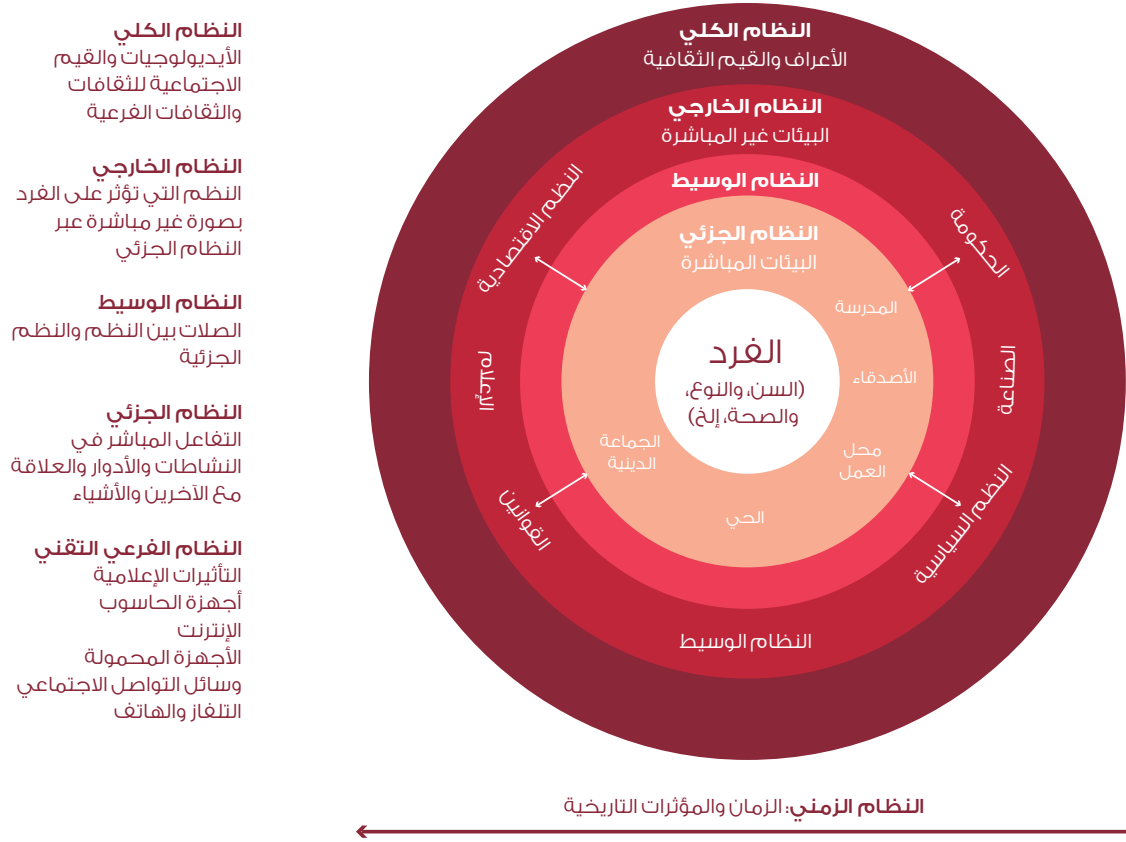 النظام الكلي
الأيديولوجيات والقيم
الاجتماعية للثقافات
والثقافات الفرعية
النظام الخارجي
النظم التي تؤثر على الفرد
بصورة غير مباشرة عبر
النظام الجزئي
النظام الوسيط
الصلات بين النظم والنظم
الجزئية
النظام الجزئي
التفاعل المباشر في
النشاطات والأدوار والعلاقة
مع الآخرين والأشياء
النظام الفرعي التقني
التأثيرات الإعلامية
أجهزة الحاسوب
الإنترنت
الأجهزة المحمولة
وسائل التواصل الاجتماعي
التلفاز والهاتف
النظام الكلي
الأعراف والقيم الثقافية
النظام الخارجي
البيئات غير المباشرة
النظام الوسيط
النظام الجزئي
البيئات المباشرة
الحكومة
النظم الاقتصادية
المدرسة
الفرد
(السن، والنوع،
والصحة، إلخ)
الأصدقاء
الصناعة
الإعلام
الجماعة
الدينية
محل
العمل
الحي
القوانين
النظم السياسية
النظام الوسيط
النظام الزمني: الزمان والمؤثرات التاريخية